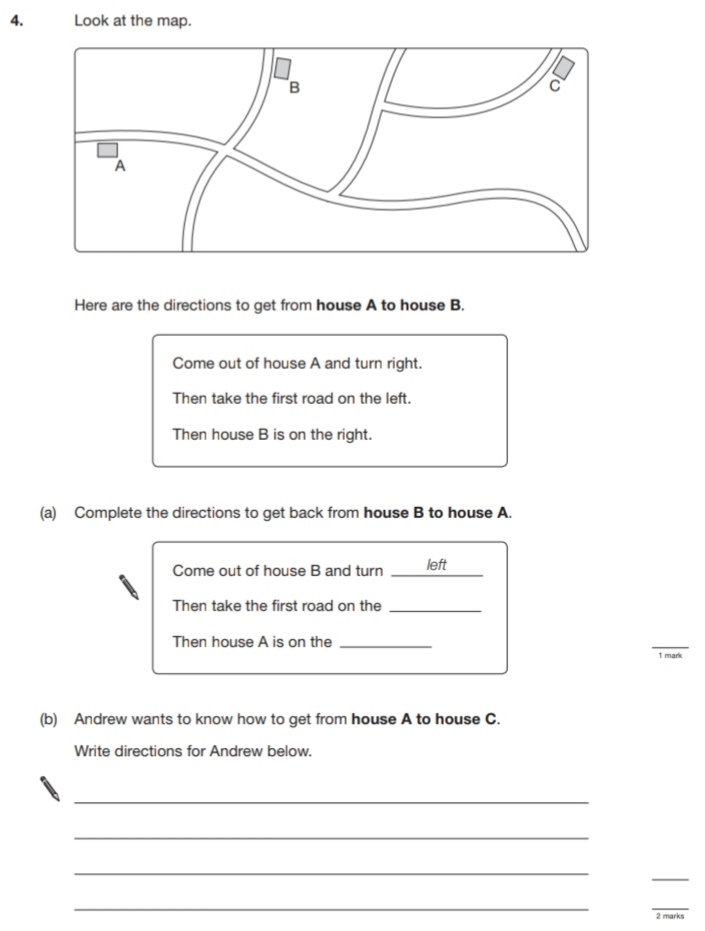 4. Look at the map.
B
C
A
Here are the directions to get from house A to house B.
Come out of house A and turn right.
Then take the first road on the left.
Then house B is on the right.
(a) Complete the directions to get back from house B to house A.
Come out of house B and turn left
Then take the first road on the
Then house A is on the
1 mark
(b) Andrew wants to know how to get from house A to house C.
Write directions for Andrew below.
2 marks